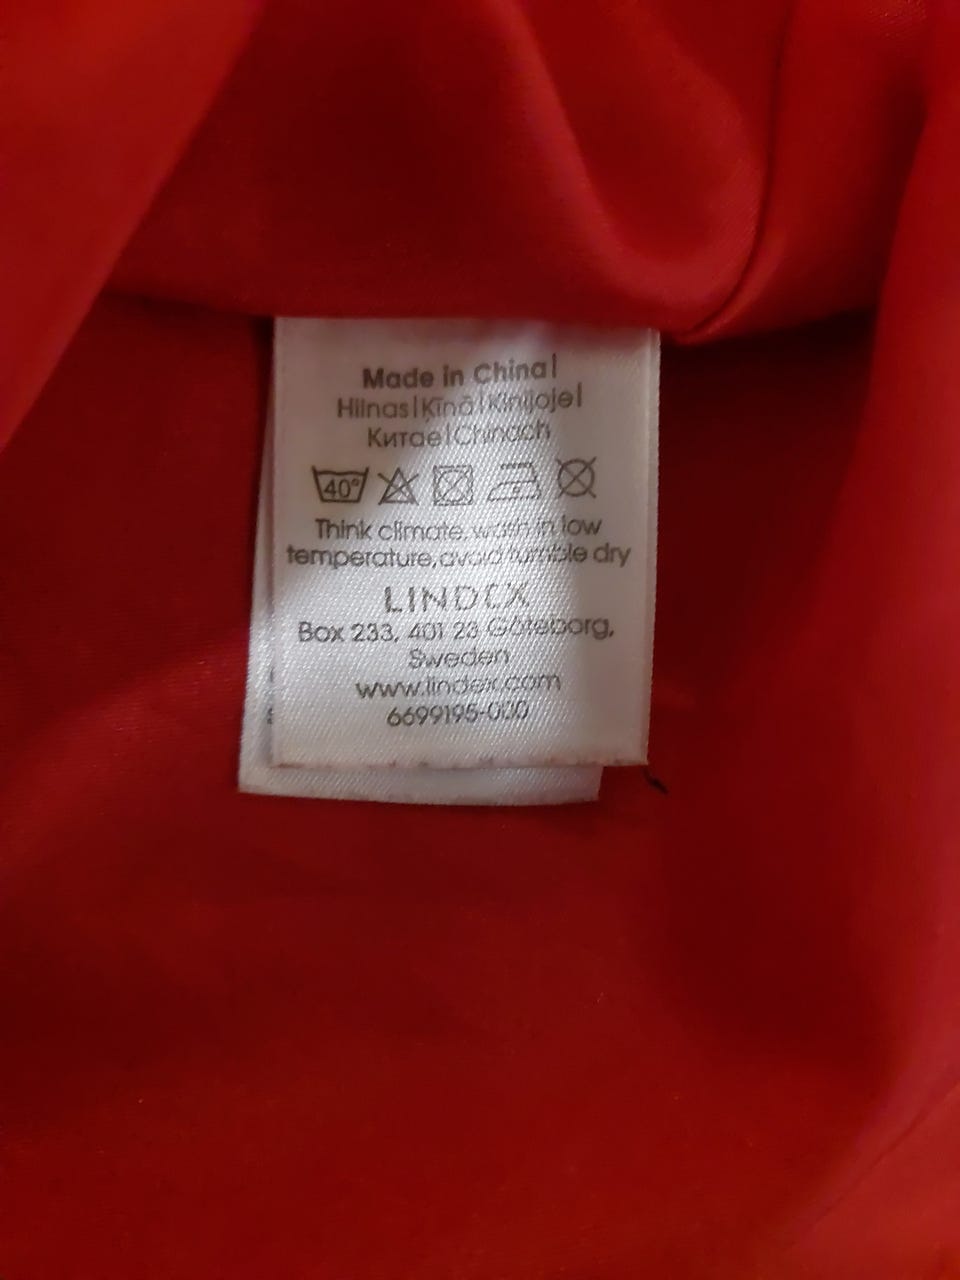 Made in China|
Hiinas|Ķīnā|Kinijoje|
Китае|Chinach
40°
Think climate, wash in low
temperature, avoid tumble dry
LINDEX
Box 233, 401 23 Göteborg,
Sweden
www.lindex.com
6699195-000